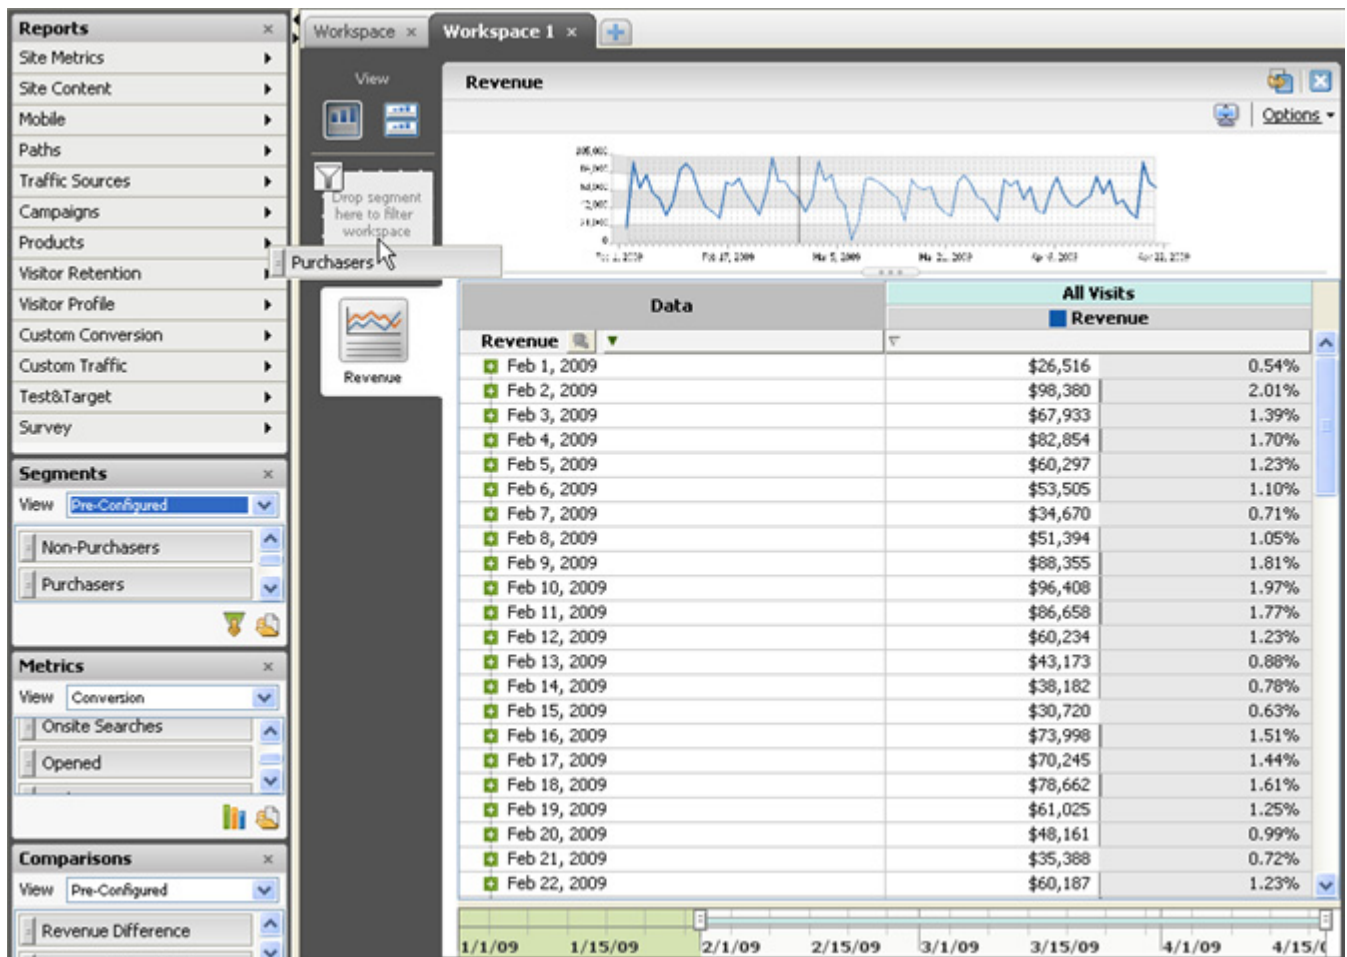 Reports
Site Metrics
Site Content
Mobile
Paths
Traffic Sources
Campaigns
Products
Visitor Retention
Visitor Profile
Custom Conversion
Custom Traffic
Test&Target
Survey
Segments
View Pre-Configured
Non-Purchasers
Purchasers
Metrics
View Conversion
Onsite Searches
Opened
Comparisons
View Pre-Configured
Revenue Difference
Workspace Workspace 1
View
Drop segment
here to filter
workspace
Purchasers
Revenue
Revenue
Options
0
Feb 17, 2009 Mar 5, 2009
Data All Visits
Revenue
Revenue
Feb 1, 2009 $26,516 0.54%
Feb 2, 2009 $98,380 2.01%
Feb 3, 2009 $67,933 1.39%
Feb 4, 2009 $82,854 1.70%
Feb 5, 2009 $60,297 1.23%
Feb 6, 2009 $53,505 1.10%
Feb 7, 2009 $34,670 0.71%
Feb 8, 2009 $51,394 1.05%
Feb 9, 2009 $88,355 1.81%
Feb 10, 2009 $96,408 1.97%
Feb 11, 2009 $86,658 1.77%
Feb 12, 2009 $60,234 1.23%
Feb 13, 2009 $43,173 0.88%
Feb 14, 2009 $38,182 0.78%
Feb 15, 2009 $30,720 0.63%
Feb 16, 2009 $73,998 1.51%
Feb 17, 2009 $70,245 1.44%
Feb 18, 2009 $78,662 1.61%
Feb 19, 2009 $61,025 1.25%
Feb 20, 2009 $48,161 0.99%
Feb 21, 2009 $35,388 0.72%
Feb 22, 2009 $60,187 1.23%
1/1/09 1/15/09 2/1/09 2/15/09 3/1/09 3/15/09 4/1/09 4/15/